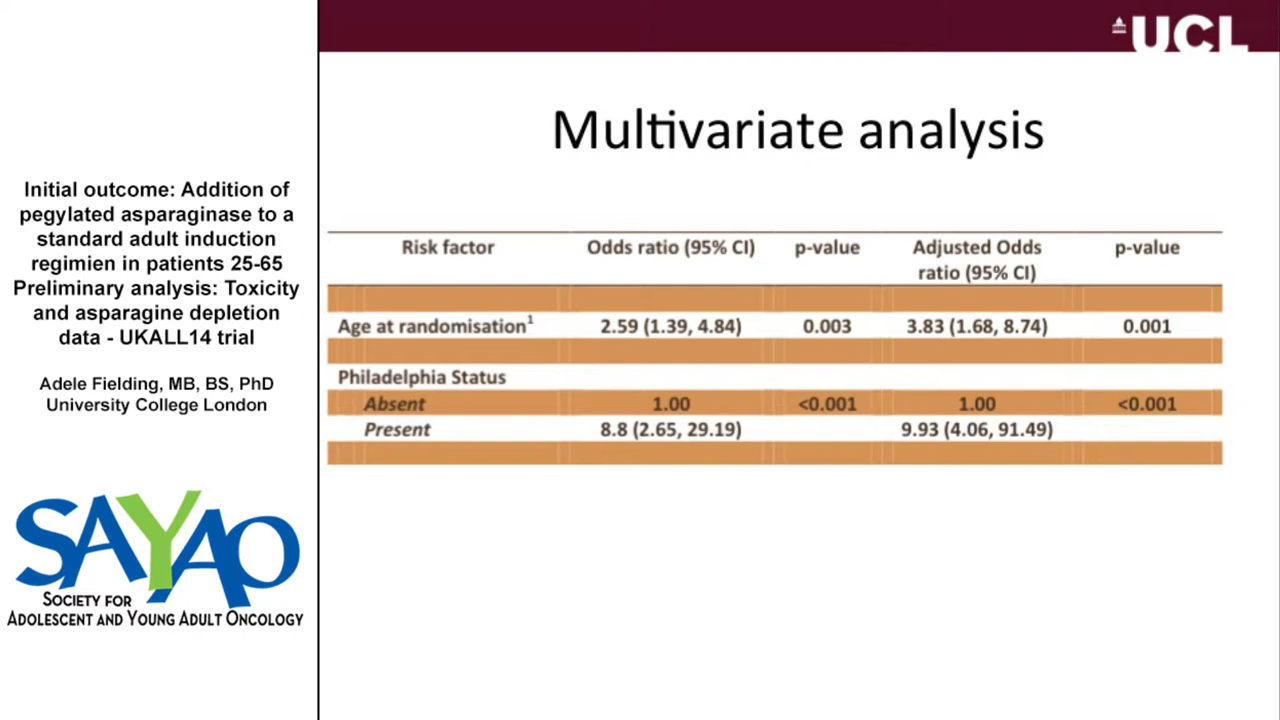 Initial outcome: Addition of
pegylated asparaginase to a
standard adult induction
regimien in patients 25-65
Preliminary analysis: Toxicity
and asparagine depletion
data - UKALL14 trial
Adele Fielding, MB, BS, PhD
University College London
SAYAO
SOCIETY FOR
ADOLESCENT AND YOUNG ADULT ONCOLOGY
UCL
Multivariate analysis
Risk factor Odds ratio (95% CI) p-value Adjusted Odds ratio (95% CI) p-value
Age at randomisation¹ 2.59 (1.39, 4.84) 0.003 3.83 (1.68, 8.74) 0.001
Philadelphia Status
Absent 1.00 <0.001 1.00 <0.001
Present 8.8 (2.65, 29.19) 9.93 (4.06, 91.49)